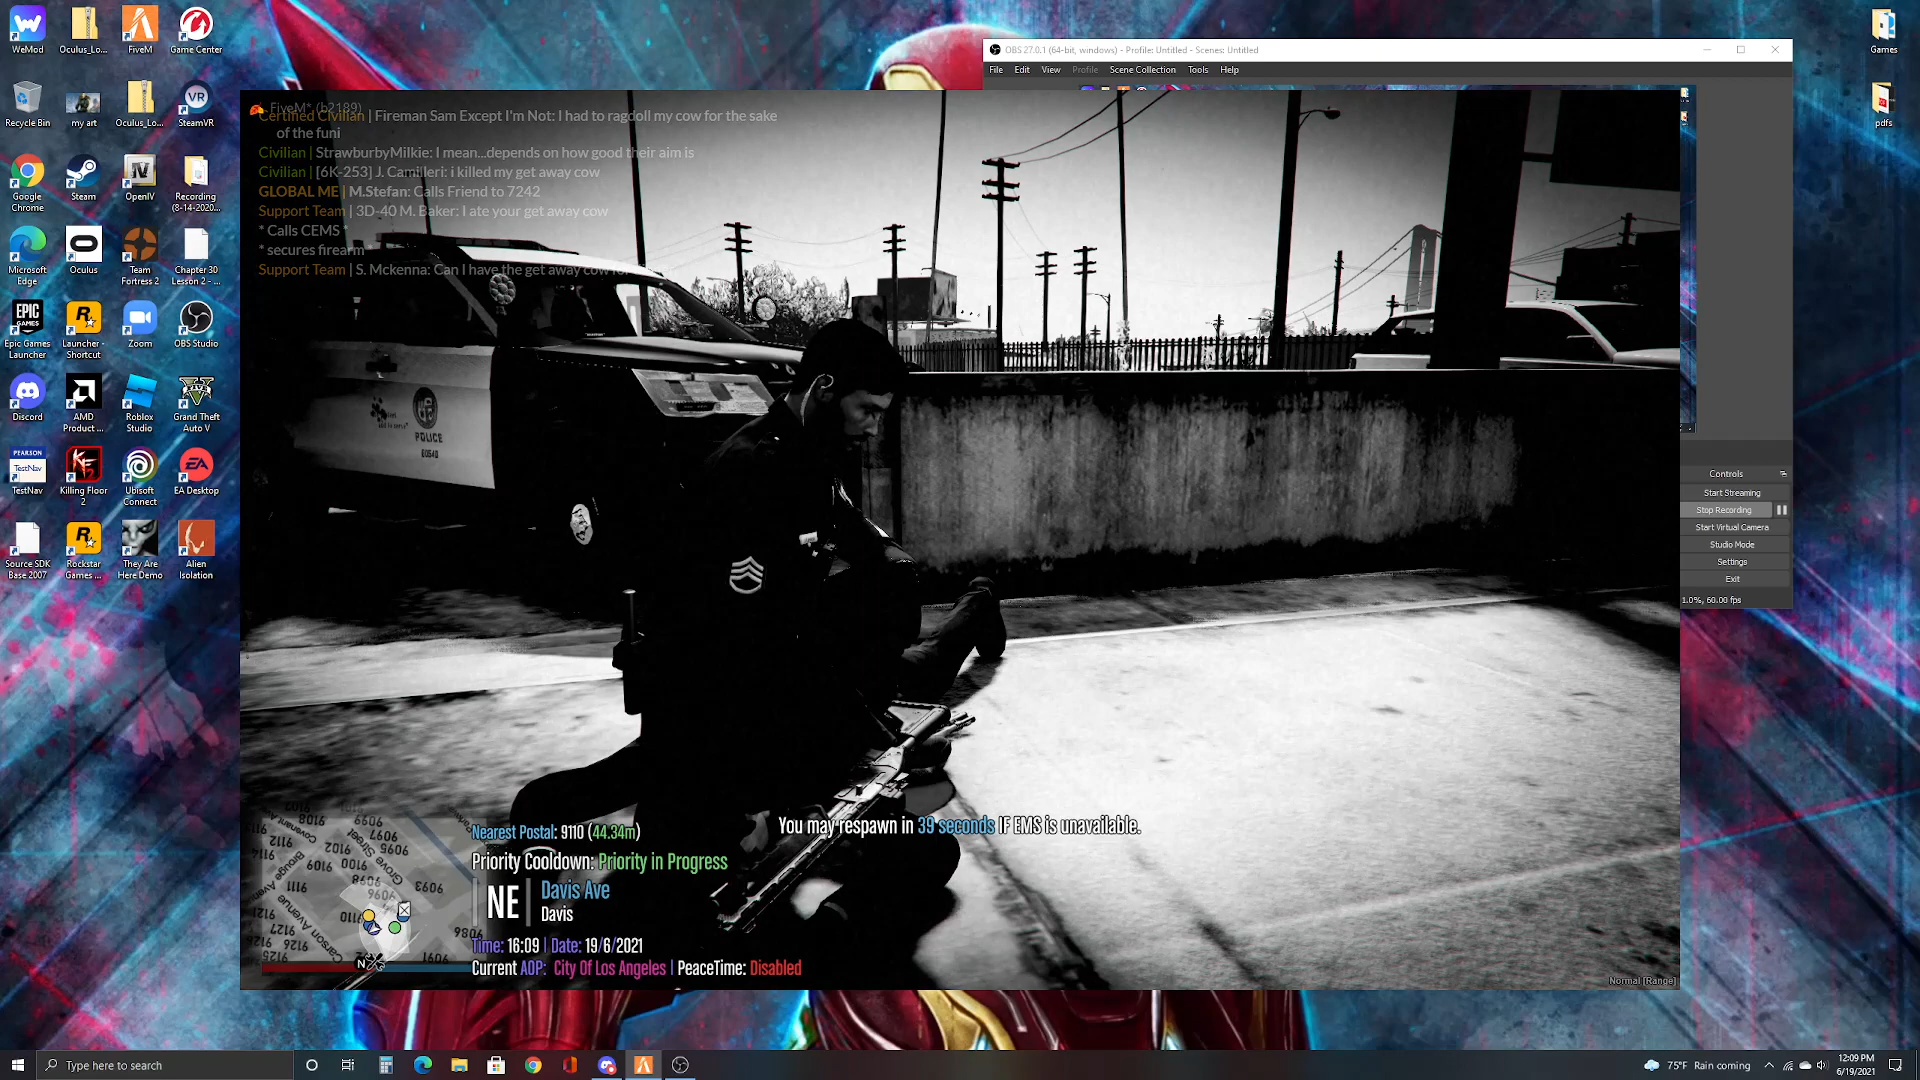 WeMod
Oculus_Lo...
FiveM
Game Center
Recycle Bin
my art
Oculus_Lo...
SteamVR
Google Chrome
Steam
OpenIV
Recording (8-14-2020...
Microsoft Edge
Oculus
Team Fortress 2
Chapter 30 Lesson 2 - ...
Epic Games Launcher
Launcher - Shortcut
Zoom
OBS Studio
Discord
AMD Product ...
Roblox Studio
Grand Theft Auto V
PEARSON
TestNav
TestNav
Killing Floor 2
Ubisoft Connect
EA Desktop
Source SDK Base 2007
Rockstar Games ...
They Are Here Demo
Alien Isolation
Games
pdfs
OBS 27.0.1 (64-bit, windows) - Profile: Untitled - Scenes: Untitled
File Edit View Profile Scene Collection Tools Help
FiveM* (b2189)
Certified Civilian | Fireman Sam Except I'm Not: I had to ragdoll my cow for the sake
of the funi
Civilian | StrawburbyMilkie: I mean...depends on how good their aim is
Civilian | [6K-253] J. Camilleri: i killed my get away cow
GLOBAL ME | M.Stefan: Calls Friend to 7242
Support Team | 3D-40 M. Baker: I ate your get away cow
* Calls CEMS *
* secures firearm *
Support Team | S. Mckenna: Can I have the get away cow
POLICE
Controls
Start Streaming
Stop Recording
Start Virtual Camera
Studio Mode
Settings
Exit
1.0%, 60.00 fps
You may respawn in 39 seconds IF EMS is unavailable.
Nearest Postal: 9110 (44.34m)
Priority Cooldown: Priority in Progress
NE | Davis Ave
Davis
Time: 16:09 | Date: 19/6/2021
Current AOP: City Of Los Angeles | PeaceTime: Disabled
Grove Street
Carson Avenue
Normal [Range]
Type here to search
75°F Rain coming
12:09 PM
6/19/2021